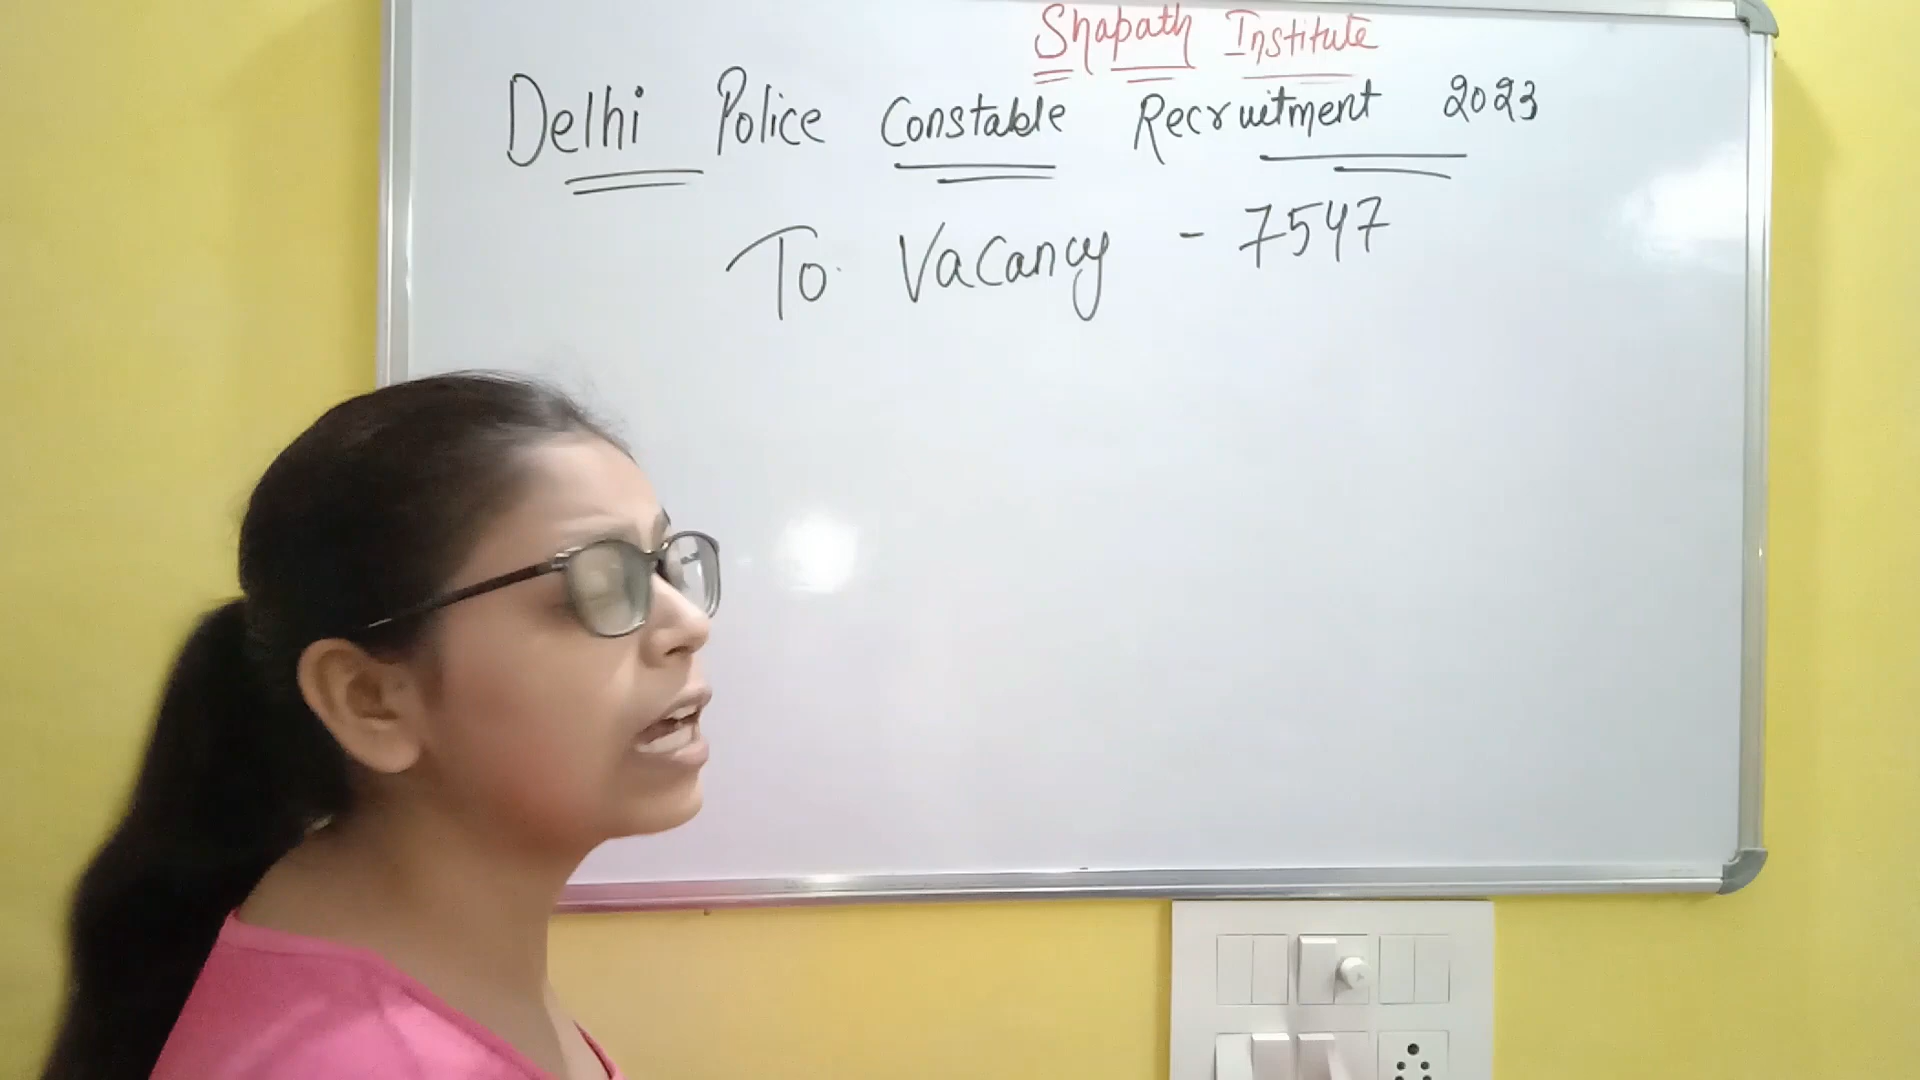 Shapath Institute
Delhi Police Constable Recruitment 2023
To. Vacancy - 7547